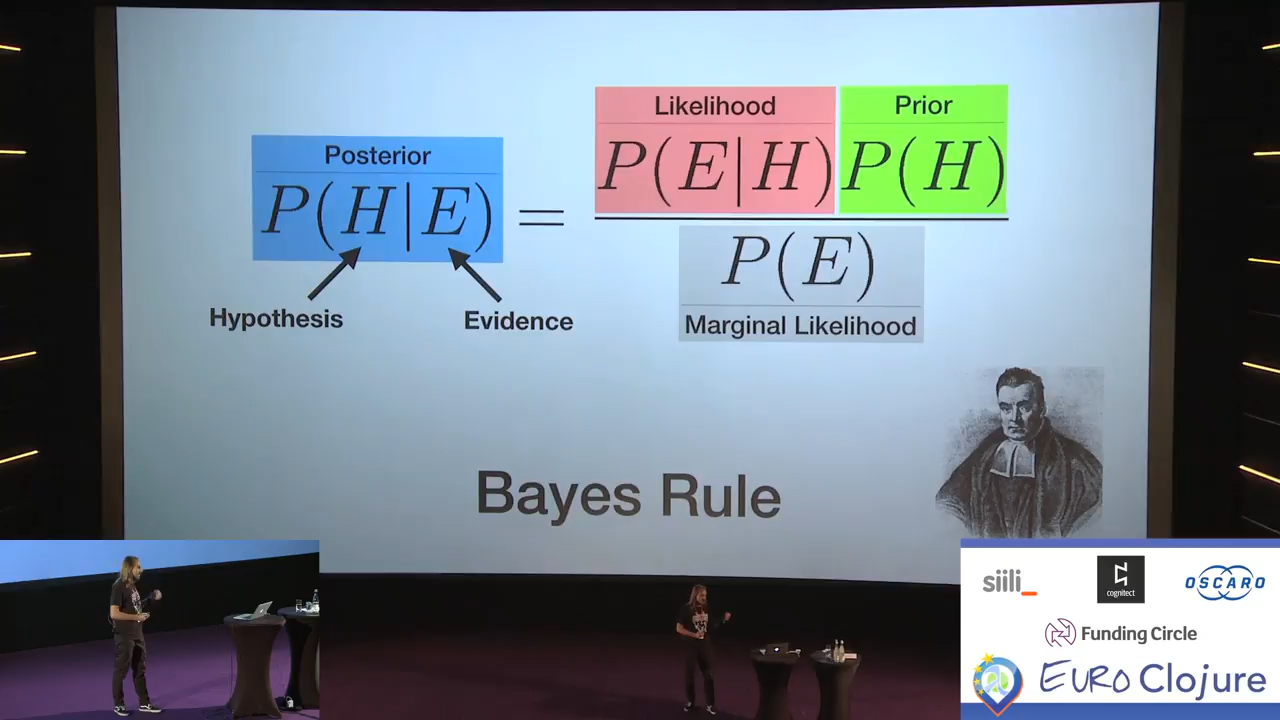 Likelihood
Prior
Posterior
P(E|H)
P(H)
P(H|E)
=
P(E)
Hypothesis
Evidence
Marginal Likelihood
Bayes Rule
siili_
cognitect
OSCARO
Funding Circle
EURO Clojure